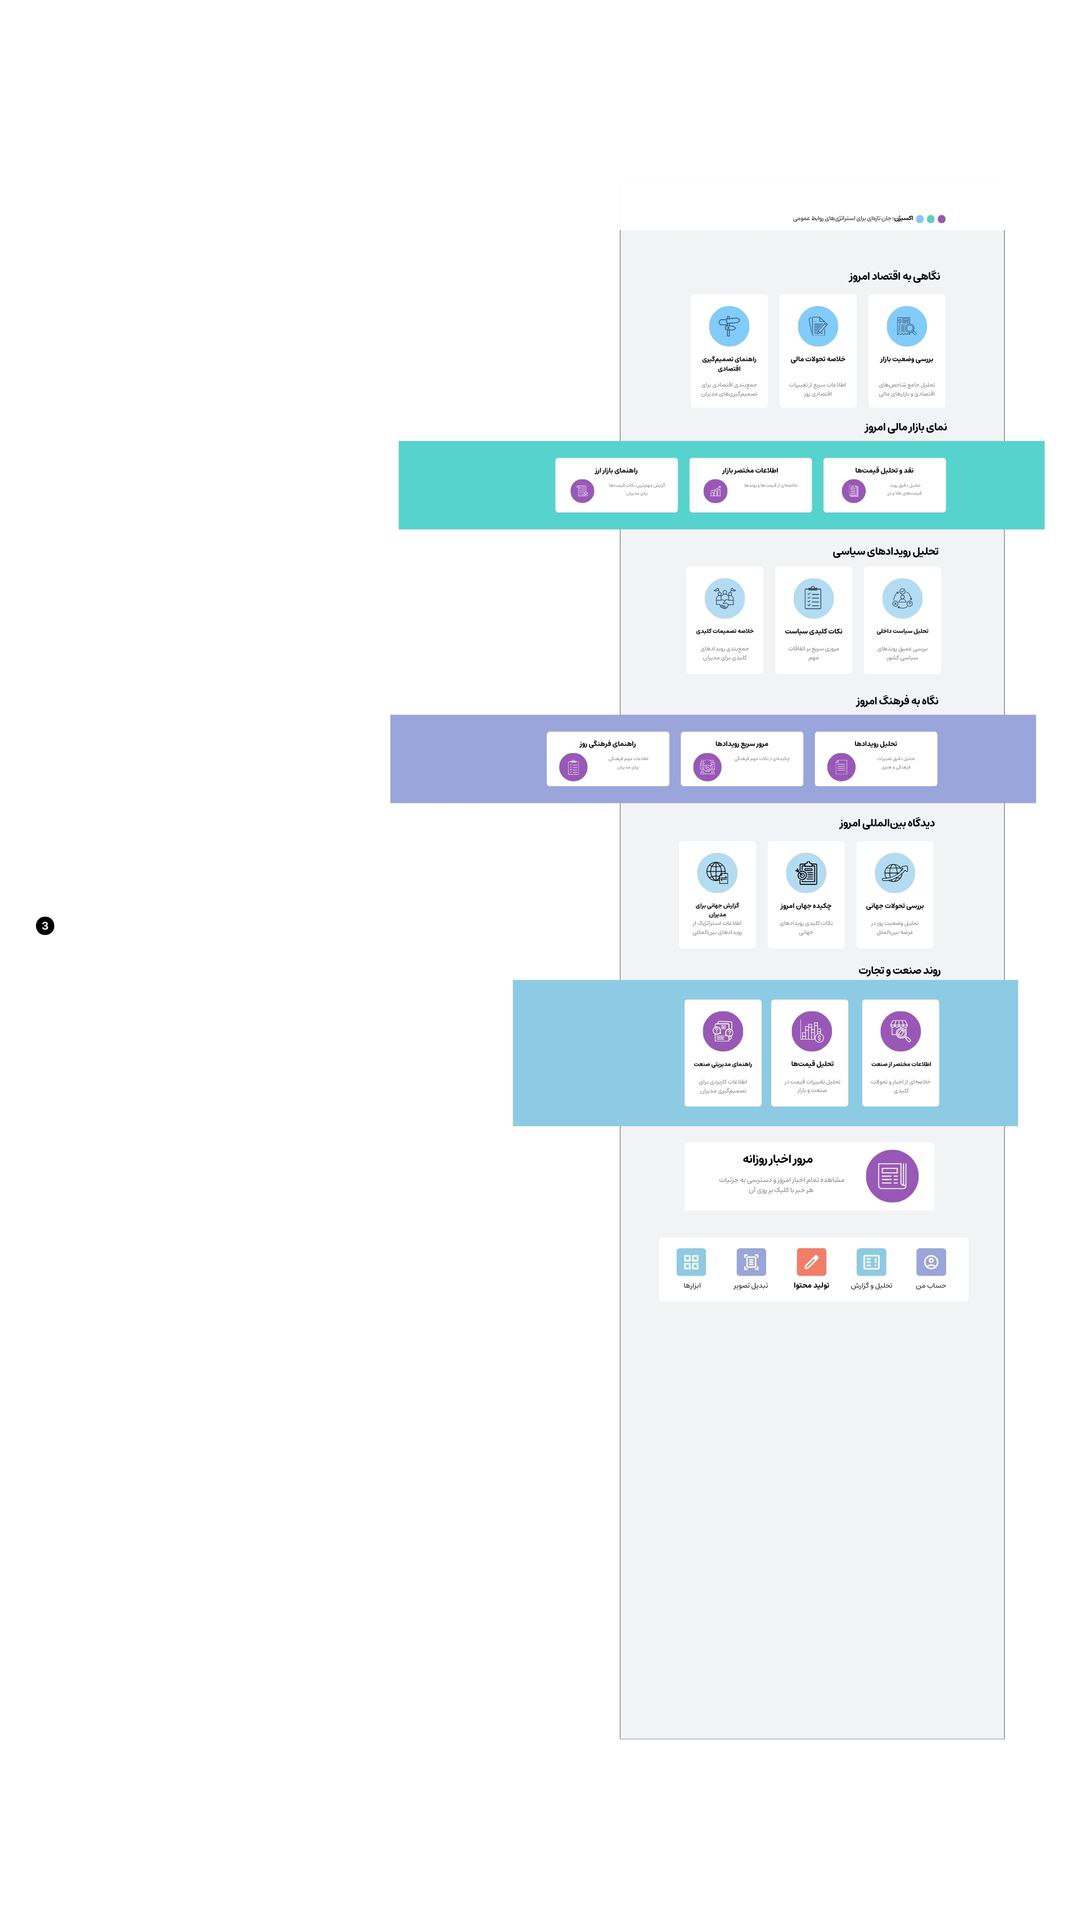 اکسیژن؛ جان تازه‌ای برای استراتژی‌های روابط عمومی
نگاهی به اقتصاد امروز
بررسی وضعیت بازار
تحلیل جامع شاخص‌های
اقتصادی و بازارهای مالی
خلاصه تحولات مالی
اطلاعات سریع از تغییرات
اقتصادی روز
راهنمای تصمیم‌گیری
اقتصادی
جمع‌بندی اقتصادی برای
تصمیم‌گیری‌های مدیران
نمای بازار مالی امروز
نقد و تحلیل قیمت‌ها
تحلیل دقیق روند
قیمت‌های طلا و ارز
اطلاعات مختصر بازار
خلاصه‌ای از قیمت‌ها و روندها
راهنمای بازار ارز
گزارش مهم‌ترین نکات قیمت‌ها
برای مدیران
تحلیل رویدادهای سیاسی
تحلیل سیاست داخلی
بررسی عمیق روندهای
سیاسی کشور
نکات کلیدی سیاست
مروری سریع بر اتفاقات
مهم
خلاصه تصمیمات کلیدی
جمع‌بندی رویدادهای
کلیدی برای مدیران
نگاه به فرهنگ امروز
تحلیل رویدادها
تحلیل دقیق تغییرات
فرهنگی و هنری
مرور سریع رویدادها
چکیده‌ای از نکات مهم فرهنگی
راهنمای فرهنگی روز
اطلاعات مهم فرهنگی
برای مدیران
دیدگاه بین‌المللی امروز
بررسی تحولات جهانی
تحلیل وضعیت روز در
عرصه بین‌الملل
چکیده جهان امروز
نکات کلیدی رویدادهای
جهانی
گزارش جهانی برای
مدیران
اطلاعات استراتژیک از
رویدادهای بین‌المللی
3
روند صنعت و تجارت
اطلاعات مختصر از صنعت
خلاصه‌ای از اخبار و تحولات
کلیدی
تحلیل قیمت‌ها
تحلیل تغییرات قیمت در
صنعت و بازار
راهنمای مدیریتی صنعت
اطلاعات کاربردی برای
تصمیم‌گیری مدیران
مرور اخبار روزانه
مشاهده تمام اخبار امروز و دسترسی به جزئیات
هر خبر با کلیک بر روی آن
حساب من
تحلیل و گزارش
تولید محتوا
تبدیل تصویر
ابزارها